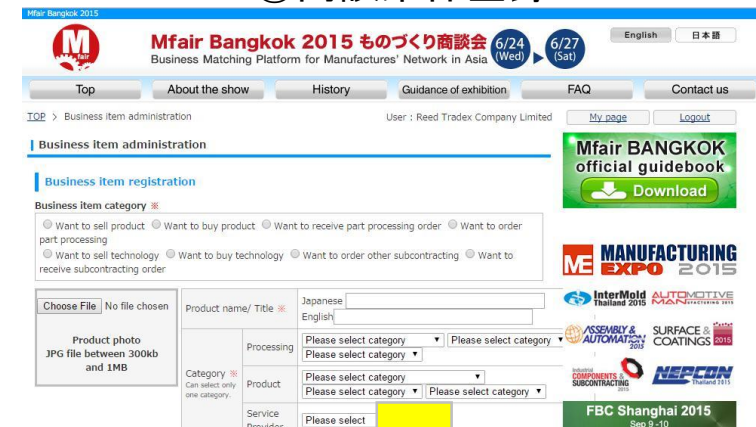 Mfair Bangkok 2015
M
fair
Mfair Bangkok 2015 ものづくり商談会
Business Matching Platform for Manufactures' Network in Asia
6/24
(Wed)
6/27
(Sat)
English
日本語
Top
About the show
History
Guidance of exhibition
FAQ
Contact us
TOP > Business item administration
User : Reed Tradex Company Limited
My page
Logout
Business item administration
Business item registration
Business item category ※
Want to sell product Want to buy product Want to receive part processing order Want to order
part processing
Want to sell technology Want to buy technology Want to order other subcontracting Want to
receive subcontracting order
Choose File No file chosen
Product photo
JPG file between 300kb
and 1MB
Product name/ Title ※
Japanese
English
Category ※
Can select only
one category.
Processing
Please select category Please select category
Please select category
Product
Please select category
Please select category Please select category
Service
Provider
Please select
Mfair BANGKOK
official guidebook
Download
ME MANUFACTURING
EXPO 2015
InterMold
Thailand 2015
AUTOMOTIVE
MANUFACTURING 2015
ASSEMBLY &
AUTOMATION
2015
SURFACE &
COATINGS 2015
Industrial
COMPONENTS &
SUBCONTRACTING
2015
NEPCON
Thailand 2015
FBC Shanghai 2015
Sep 9 -10